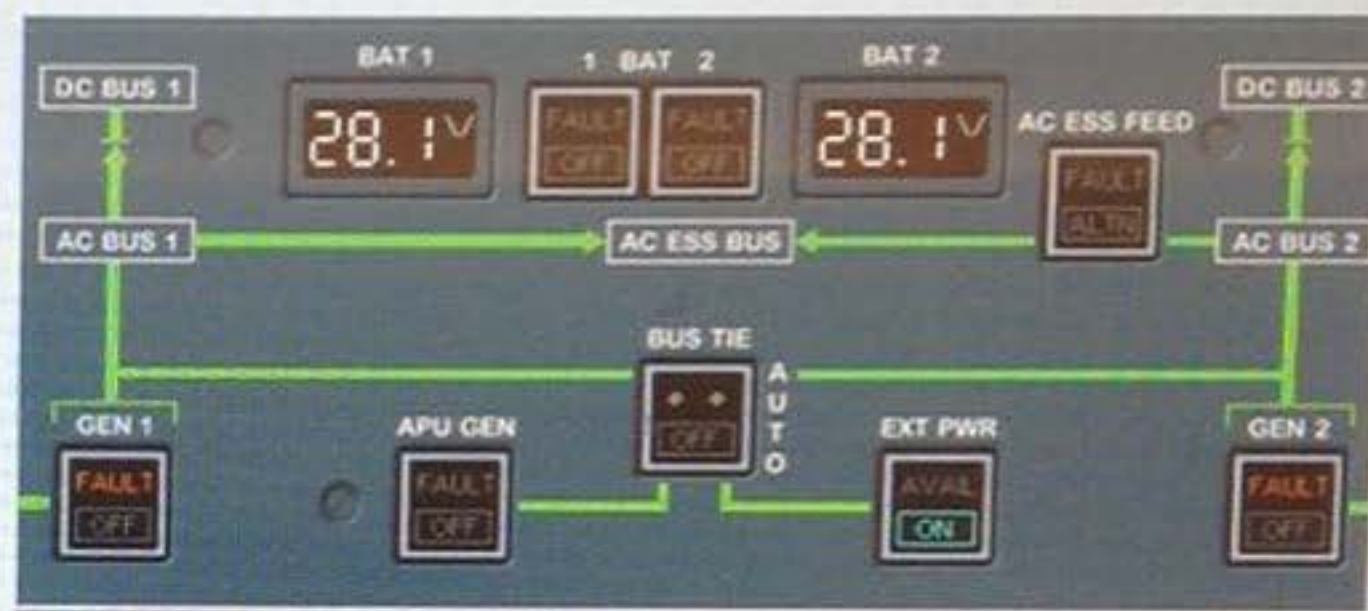 BAT 1
1 BAT 2
BAT 2
DC BUS 1
DC BUS 2
28.1V
FAULT
OFF
FAULT
OFF
28.1V
AC ESS FEED
FAULT
ALTN
AC BUS 1
AC ESS BUS
AC BUS 2
BUS TIE
OFF
AUTO
GEN 1
APU GEN
EXT PWR
GEN 2
FAULT
OFF
FAULT
OFF
AVAIL
ON
FAULT
OFF